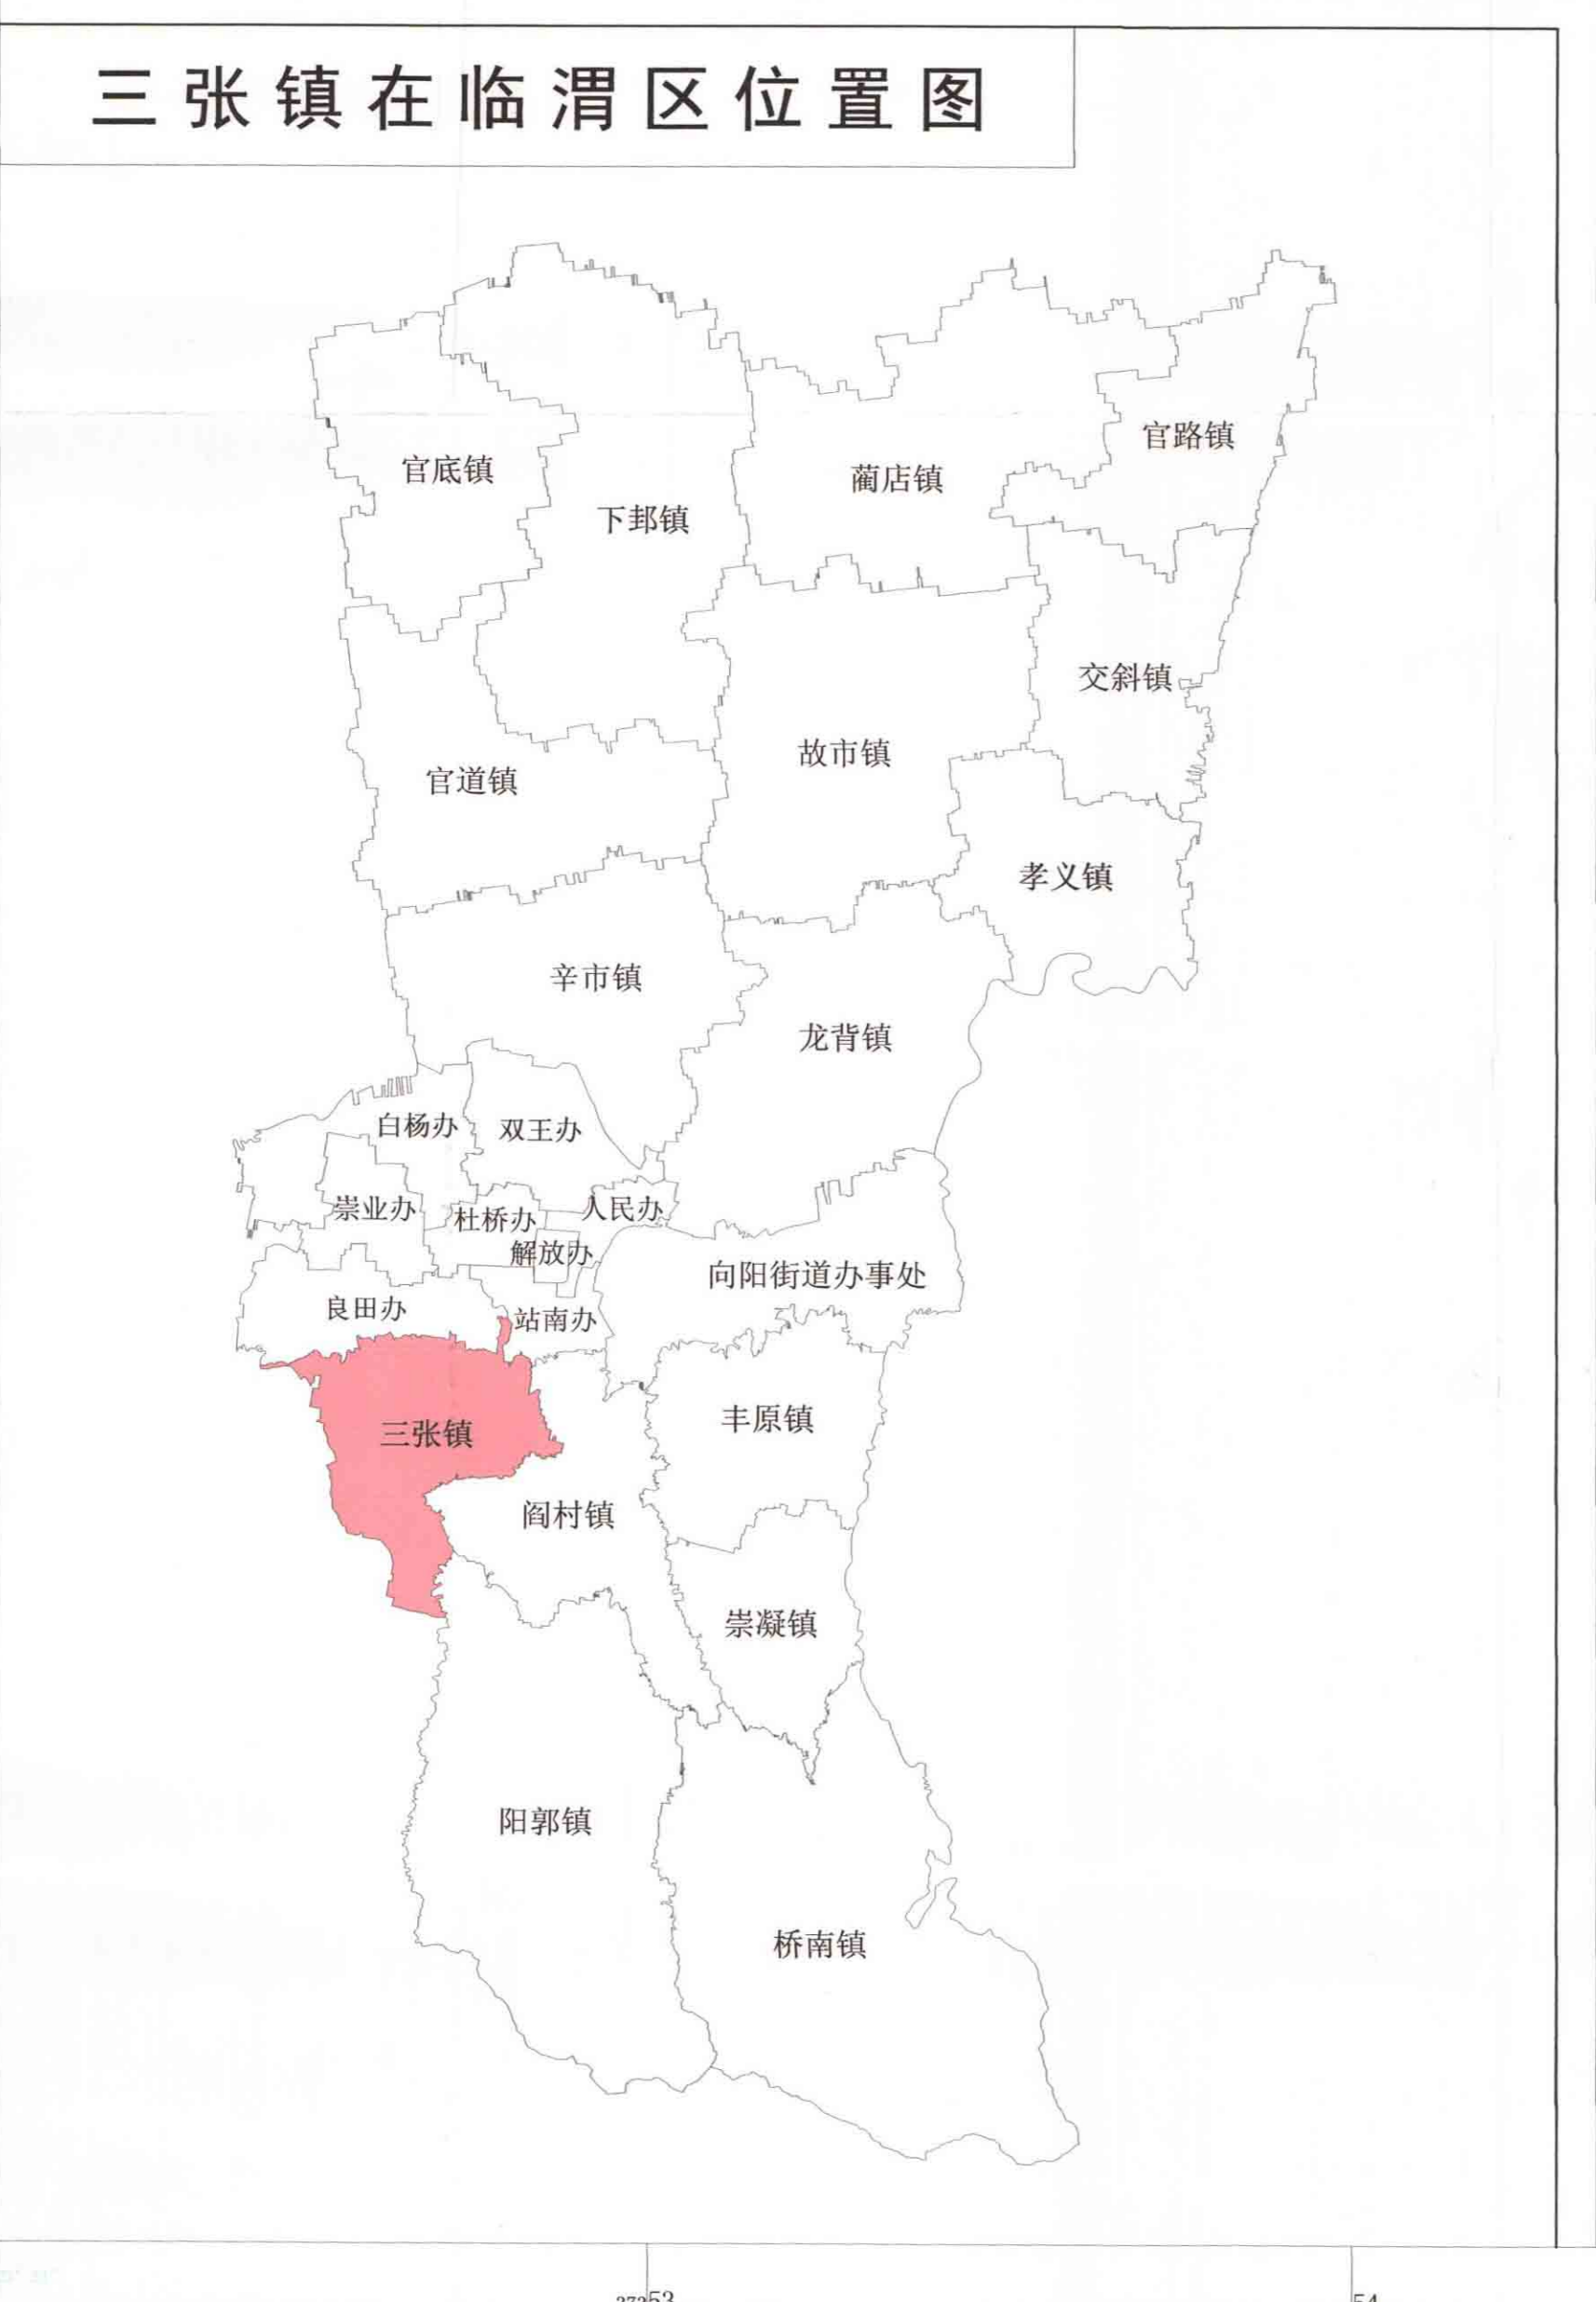 三张镇在临渭区位置图
官路镇
官底镇
蔺店镇
下邽镇
交斜镇
故市镇
官道镇
孝义镇
辛市镇
龙背镇
白杨办
双王办
崇业办
杜桥办
人民办
解放办
向阳街道办事处
良田办
站南办
丰原镇
三张镇
阎村镇
崇凝镇
阳郭镇
桥南镇
53
54